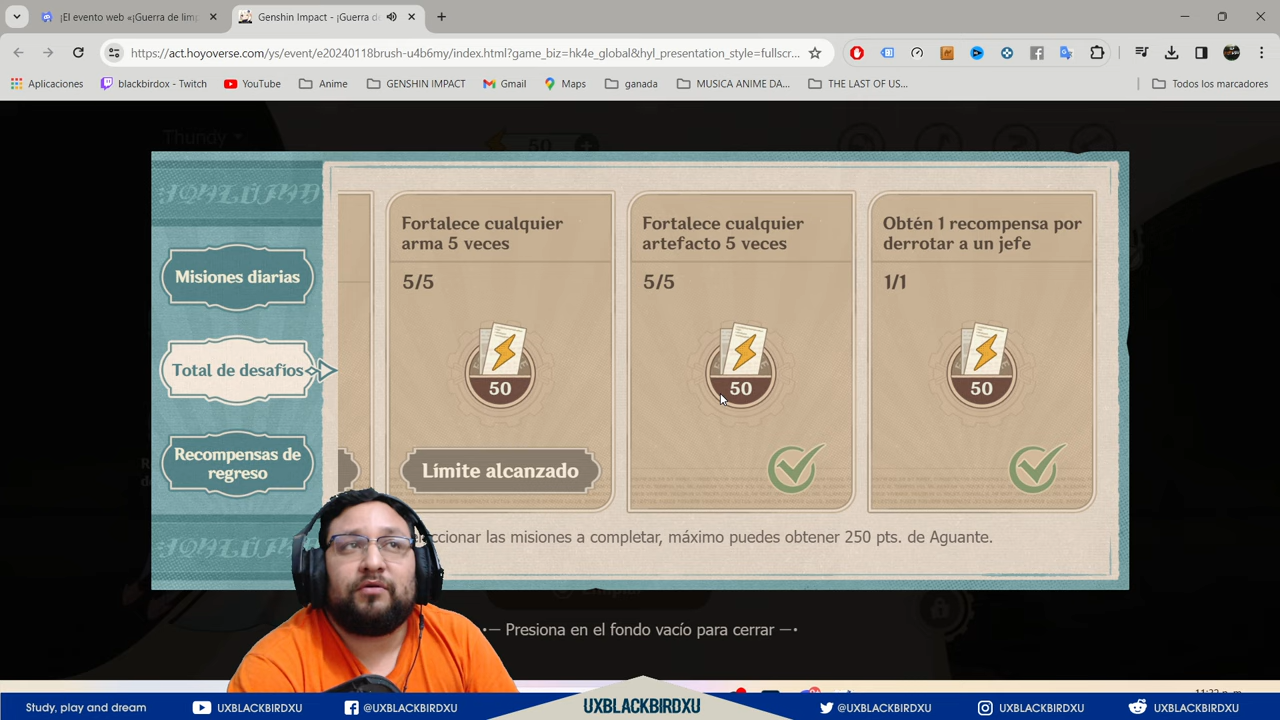 ¡El evento web «¡Guerra de limp
Genshin Impact - ¡Guerra de
https://act.hoyoverse.com/ys/event/e20240118brush-u4b6my/index.html?game_biz=hk4e_global&hyl_presentation_style=fullscr...
Aplicaciones
blackbirdox - Twitch
YouTube
Anime
GENSHIN IMPACT
Gmail
Maps
ganada
MUSICA ANIME DA...
THE LAST OF US...
Todos los marcadores
Thundy
50
Misiones diarias
Total de desafíos
Recompensas de
regreso
Fortalece cualquier
arma 5 veces
5/5
50
Límite alcanzado
Fortalece cualquier
artefacto 5 veces
5/5
50
Obtén 1 recompensa por
derrotar a un jefe
1/1
50
las misiones a completar, máximo puedes obtener 250 pts. de Aguante.
Presiona en el fondo vacío para cerrar
Study, play and dream
UXBLACKBIRDXU
@UXBLACKBIRDXU
UXBLACKBIRDXU
@UXBLACKBIRDXU
UXBLACKBIRDXU
UXBLACKBIRDXU